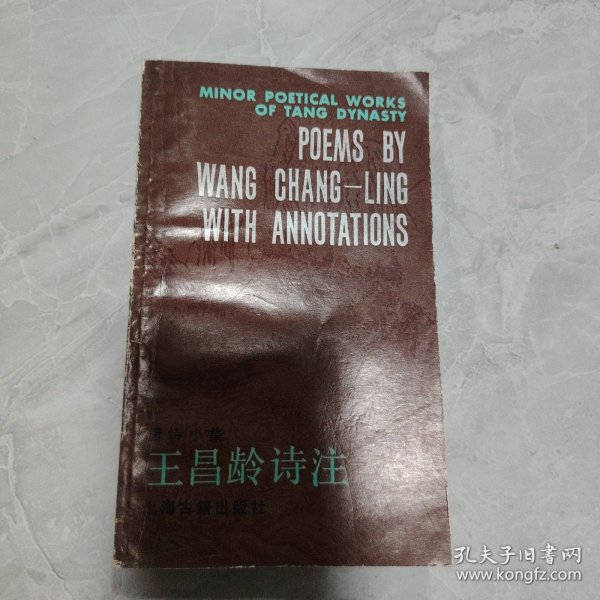 MINOR POETICAL WORKS
OF TANG DYNASTY
POEMS BY
WANG CHANG-LING
WITH ANNOTATIONS
唐诗小集
王昌龄诗注
上海古籍出版社
孔夫子旧书网
www.kongfz.com